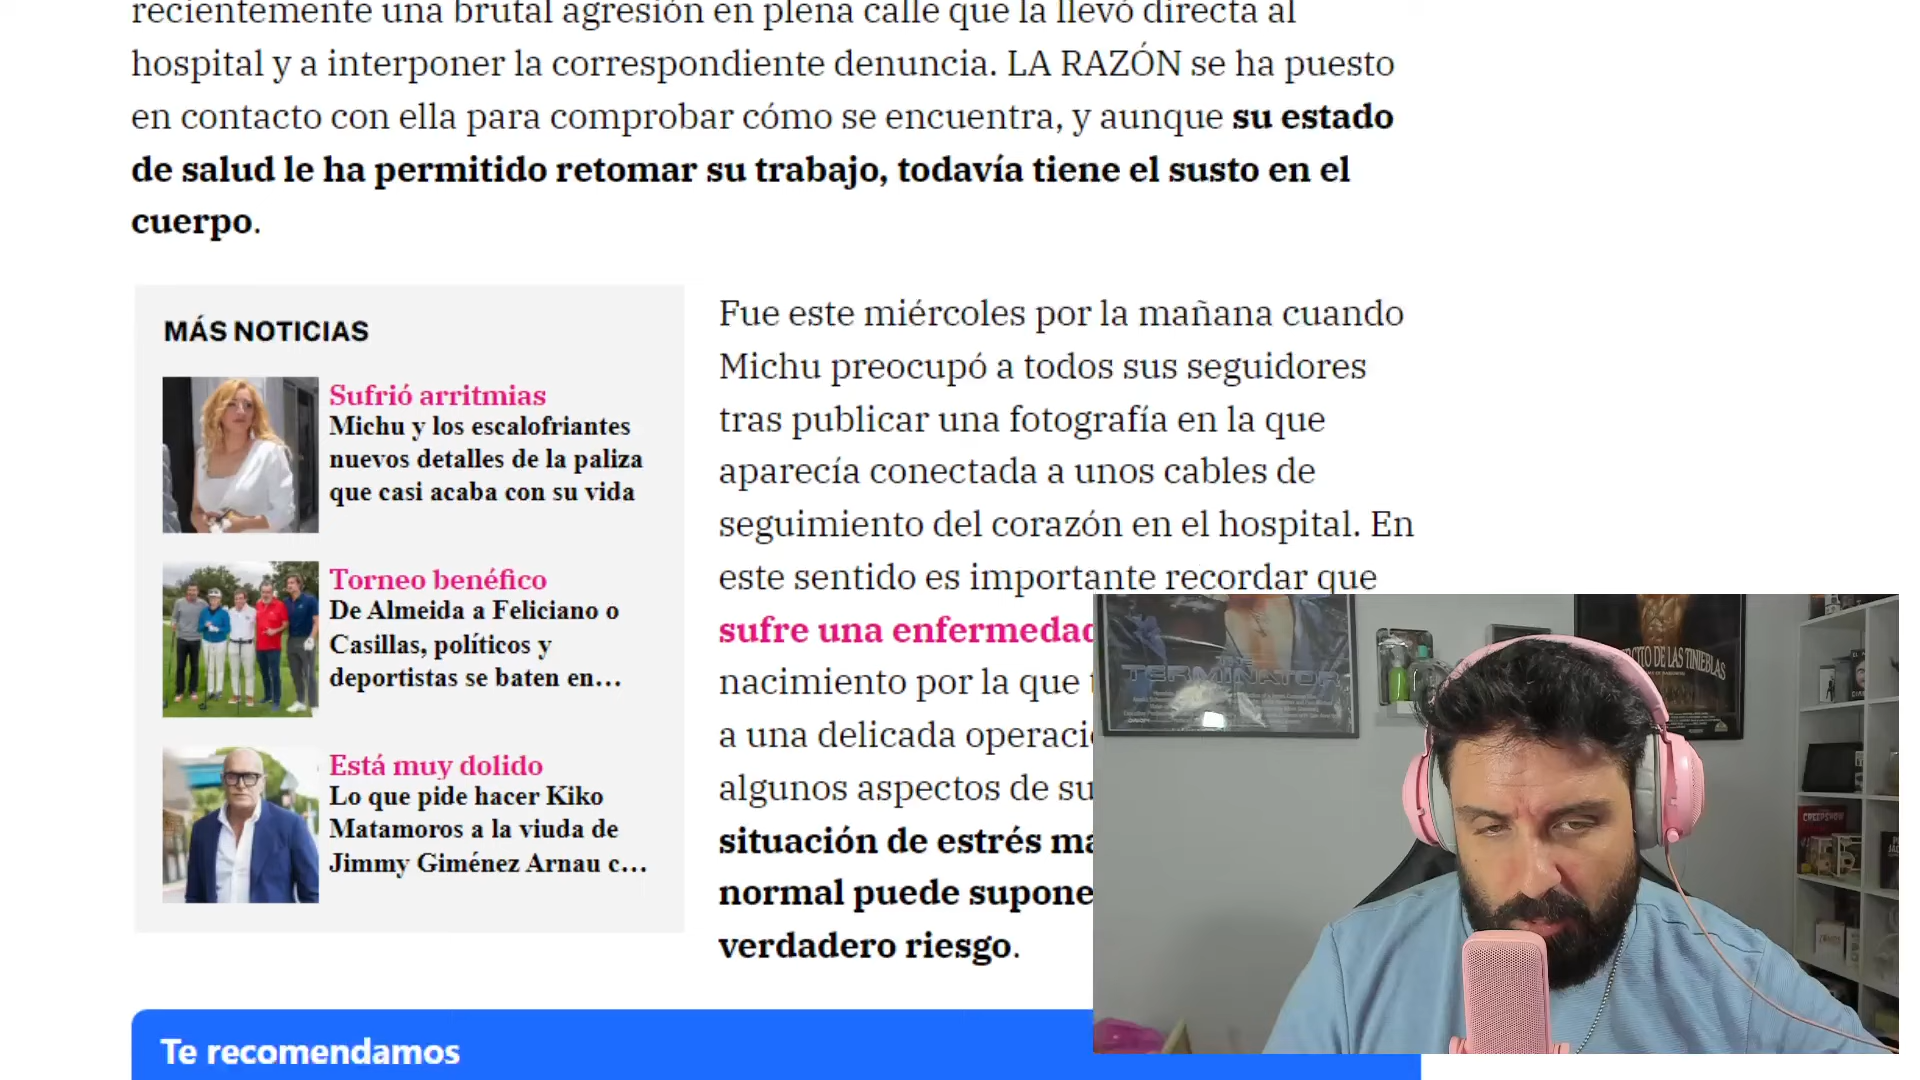 recientemente una brutal agresión en plena calle que la llevó directa al
hospital y a interponer la correspondiente denuncia. LA RAZÓN se ha puesto
en contacto con ella para comprobar cómo se encuentra, y aunque su estado
de salud le ha permitido retomar su trabajo, todavía tiene el susto en el
cuerpo.
MÁS NOTICIAS
Sufrió arritmias
Michu y los escalofriantes
nuevos detalles de la paliza
que casi acaba con su vida
Torneo benéfico
De Almeida a Feliciano o
Casillas, políticos y
deportistas se baten en...
Está muy dolido
Lo que pide hacer Kiko
Matamoros a la viuda de
Jimmy Giménez Arnau c...
Fue este miércoles por la mañana cuando
Michu preocupó a todos sus seguidores
tras publicar una fotografía en la que
aparecía conectada a unos cables de
seguimiento del corazón en el hospital. En
este sentido es importante recordar que
sufre una enfermedad
nacimiento por la que
a una delicada operaci
algunos aspectos de su
situación de estrés ma
normal puede supone
verdadero riesgo.
Te recomendamos
TERMINATOR
RCITO DE LAS TINIEBLAS
CREEPSHOW